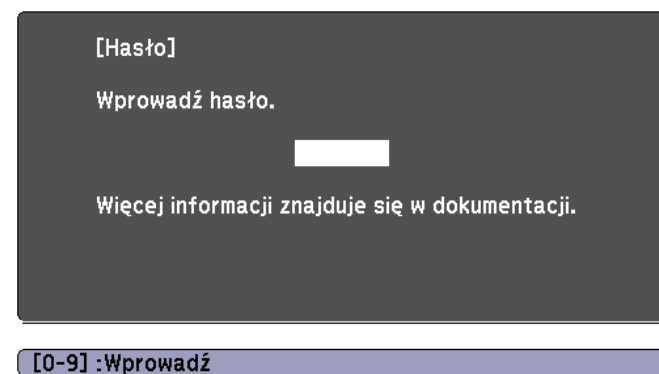 [Hasło]
Wprowadź hasło.
Więcej informacji znajduje się w dokumentacji.
[0-9] :Wprowadź